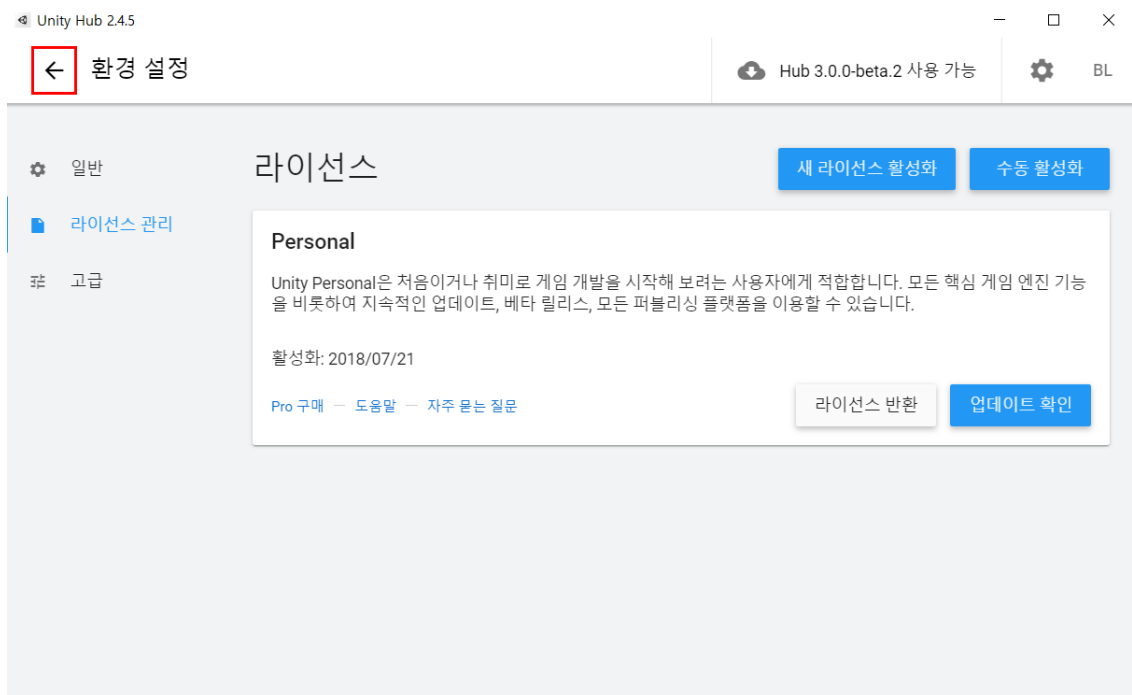 Unity Hub 2.4.5
환경 설정
Hub 3.0.0-beta.2 사용 가능
BL
일반
라이선스 관리
고급
라이선스
새 라이선스 활성화
수동 활성화
Personal
Unity Personal은 처음이거나 취미로 게임 개발을 시작해 보려는 사용자에게 적합합니다. 모든 핵심 게임 엔진 기능
을 비롯하여 지속적인 업데이트, 베타 릴리스, 모든 퍼블리싱 플랫폼을 이용할 수 있습니다.
활성화: 2018/07/21
Pro 구매 — 도움말 — 자주 묻는 질문
라이선스 반환
업데이트 확인